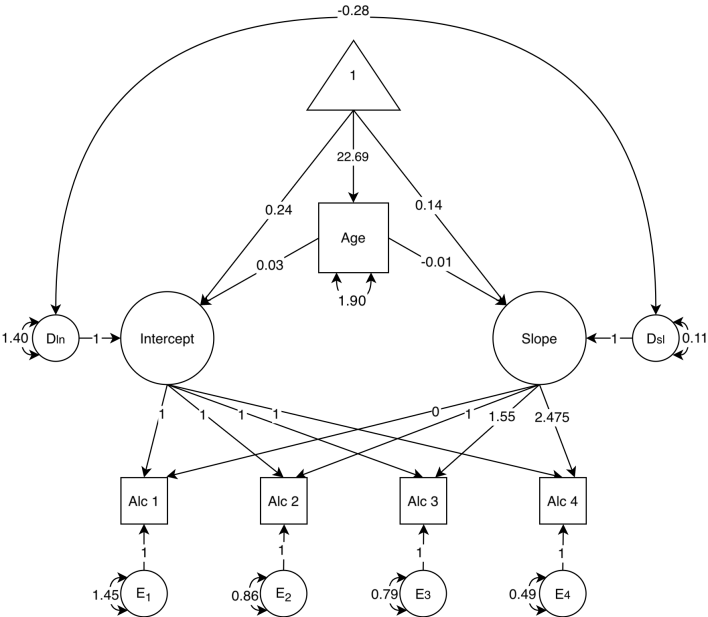 -0.28
1
22.69
0.24
0.14
Age
0.03
-0.01
1.90
1.40
DIn
1
Intercept
Slope
1
Dsl
0.11
1
1
1
1
0
1
1.55
2.475
Alc 1
Alc 2
Alc 3
Alc 4
1
1
1
1
1.45
E1
0.86
E2
0.79
E3
0.49
E4